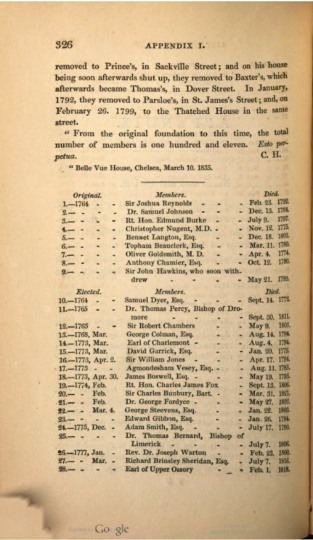 326 APPENDIX I.
removed to Prince's, in Sackville Street; and on his house
being soon afterwards shut up, they removed to Baxter's, which
afterwards became Thomas's, in Dover Street. In January,
1792, they removed to Parsloe's, in St. James's Street; and, on
February 26. 1799, to the Thatched House in the same
street.
"From the original foundation to this time, the total
number of members is one hundred and eleven. Esto per-
petua. C. H.
"Belle Vue House, Chelsea, March 10. 1835.
Original. Members. Died.
1.—1764 - - Sir Joshua Reynolds - - Feb. 23. 1792.
2.— - - - Dr. Samuel Johnson - - Dec. 13. 1784.
3.— - - - Rt. Hon. Edmund Burke - - July 9. 1797.
4.— - - - Christopher Nugent, M.D. - - Nov. 12. 1775.
5.— - - - Bennet Langton, Esq. - - Dec. 18. 1801.
6.— - - - Topham Beauclerk, Esq. - - Mar. 11. 1780.
7.— - - - Oliver Goldsmith, M. D. - - Apr. 4. 1774.
8.— - - - Anthony Chamier, Esq. - - Oct. 12. 1780.
9.— - - - Sir John Hawkins, who soon with-
drew - - - - May 21. 1789.
Elected. Members. Died.
10.—1764 - - Samuel Dyer, Esq. - - Sept. 14. 1772.
11.—1765 - - Dr. Thomas Percy, Bishop of Dro-
more - - - - Sept. 30. 1811.
12.—1765 - - Sir Robert Chambers - - May 9. 1803.
13.—1768, Mar. George Colman, Esq. - - Aug. 14. 1794.
14.—1773, Mar. Earl of Charlemont - - Aug. 4. 1799.
15.—1773, Mar. David Garrick, Esq. - - Jan. 20. 1779.
16.—1773, Apr. 2. Sir William Jones - - Apr. 27. 1794.
17.—1773 - - Agmondesham Vesey, Esq. - - Aug. 11. 1785.
18.—1773, Apr. 30. James Boswell, Esq. - - May 19. 1795.
19.—1774, Feb. Rt. Hon. Charles James Fox - Sept. 13. 1806.
20.— - Feb. Sir Charles Bunbury, Bart. - - Mar. 31. 1821.
21.— - Feb. Dr. George Fordyce - - May 27. 1802.
22.— - Mar. 4. George Steevens, Esq. - - Jan. 22. 1800.
23.— - - - Edward Gibbon, Esq. - - Jan. 26. 1794.
24.—1775, Dec. - Adam Smith, Esq. - - July 17. 1790.
25.— - - - Dr. Thomas Bernard, Bishop of
Limerick - - - - July 7. 1806.
26.—1777, Jan. - Rev. Dr. Joseph Warton - - Feb. 22. 1800.
27.— - Mar. - Richard Brinsley Sheridan, Esq. - July 7. 1816.
28.— - - - Earl of Upper Ossory - - Feb. 1. 1818.
Google